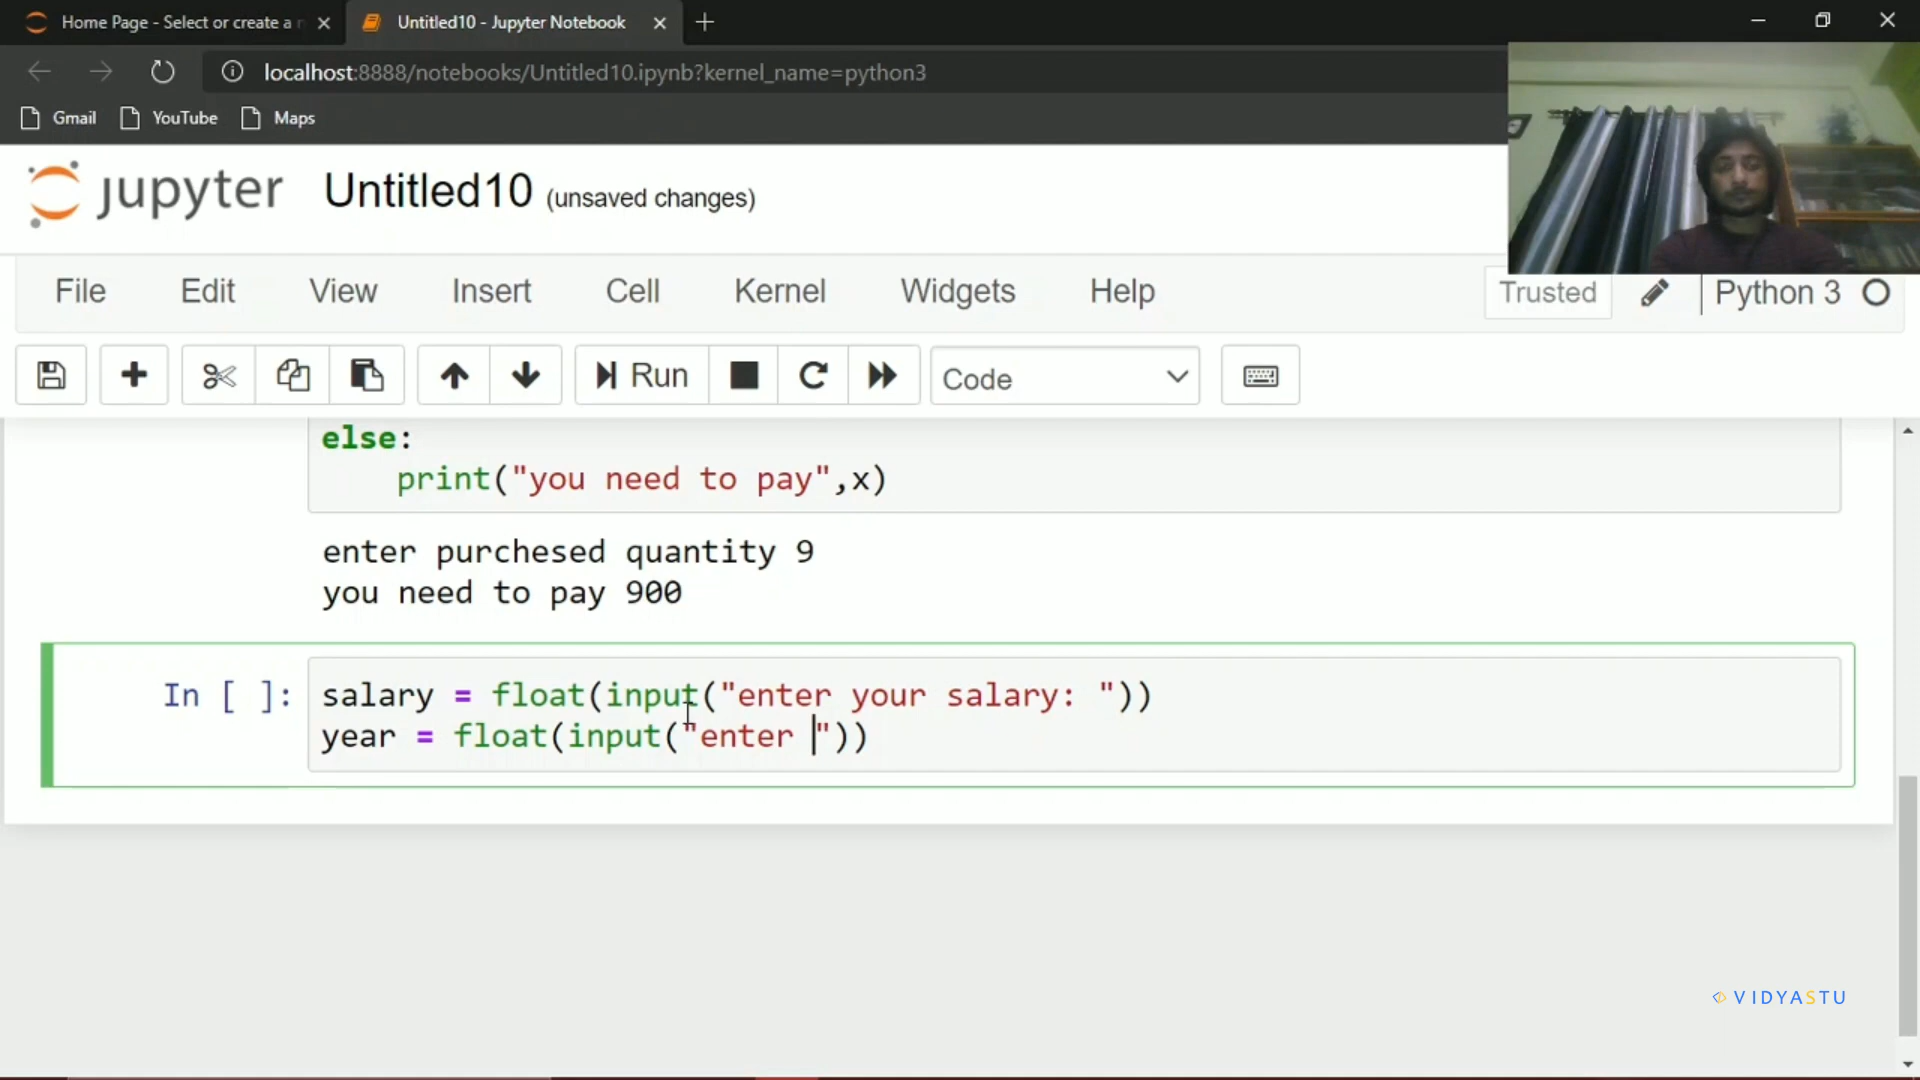 Home Page - Select or create a n
Untitled10 - Jupyter Notebook
localhost:8888/notebooks/Untitled10.ipynb?kernel_name=python3
Gmail
YouTube
Maps
jupyter
Untitled10 (unsaved changes)
File
Edit
View
Insert
Cell
Kernel
Widgets
Help
Trusted
Python 3
Run
Code
else:
    print("you need to pay",x)
enter purchesed quantity 9
you need to pay 900
In [ ]:
salary = float(input("enter your salary: "))
year = float(input("enter "))
VIDYASTU